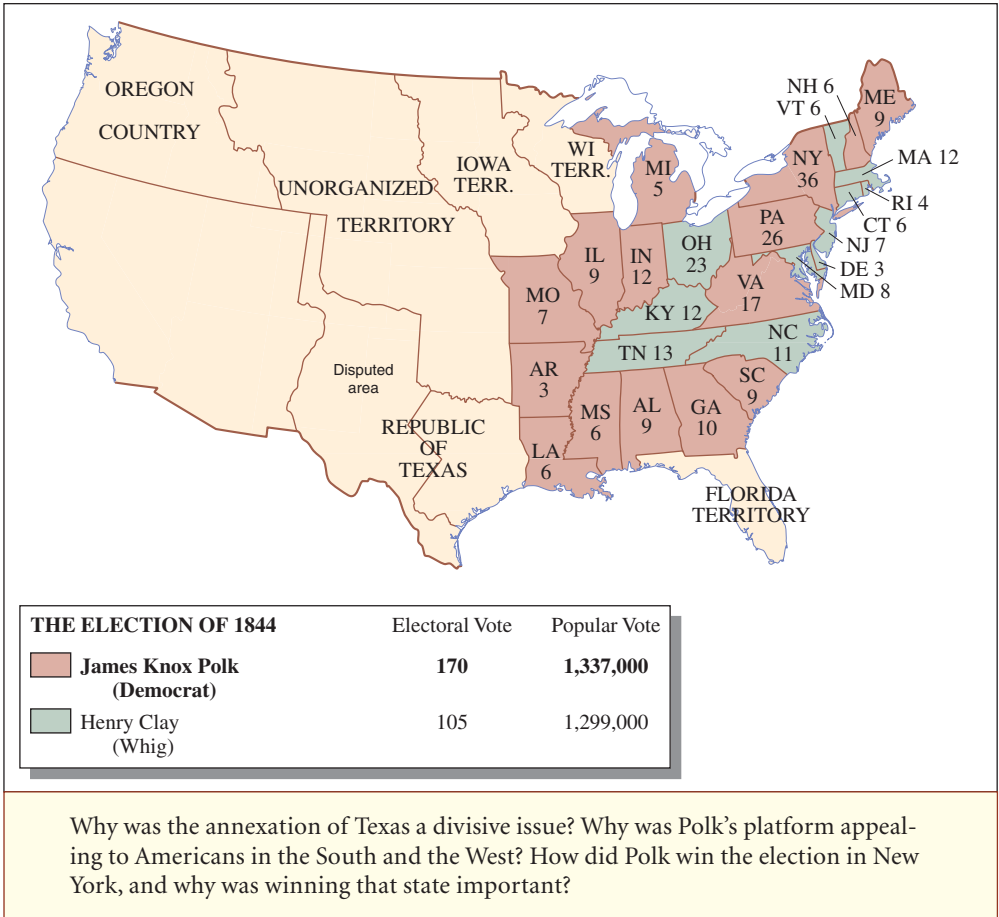 OREGON
COUNTRY
UNORGANIZED
TERRITORY
IOWA
TERR.
WI
TERR.
MI
5
NH 6
VT 6
ME
9
NY
36
MA 12
RI 4
CT 6
NJ 7
DE 3
MD 8
PA
26
OH
23
IN
12
IL
9
VA
17
KY 12
MO
7
TN 13
NC
11
AR
3
SC
9
MS
6
AL
9
GA
10
LA
6
Disputed
area
REPUBLIC
OF
TEXAS
FLORIDA
TERRITORY
THE ELECTION OF 1844 Electoral Vote Popular Vote
James Knox Polk 170 1,337,000
(Democrat)
Henry Clay 105 1,299,000
(Whig)
Why was the annexation of Texas a divisive issue? Why was Polk’s platform appeal-
ing to Americans in the South and the West? How did Polk win the election in New
York, and why was winning that state important?